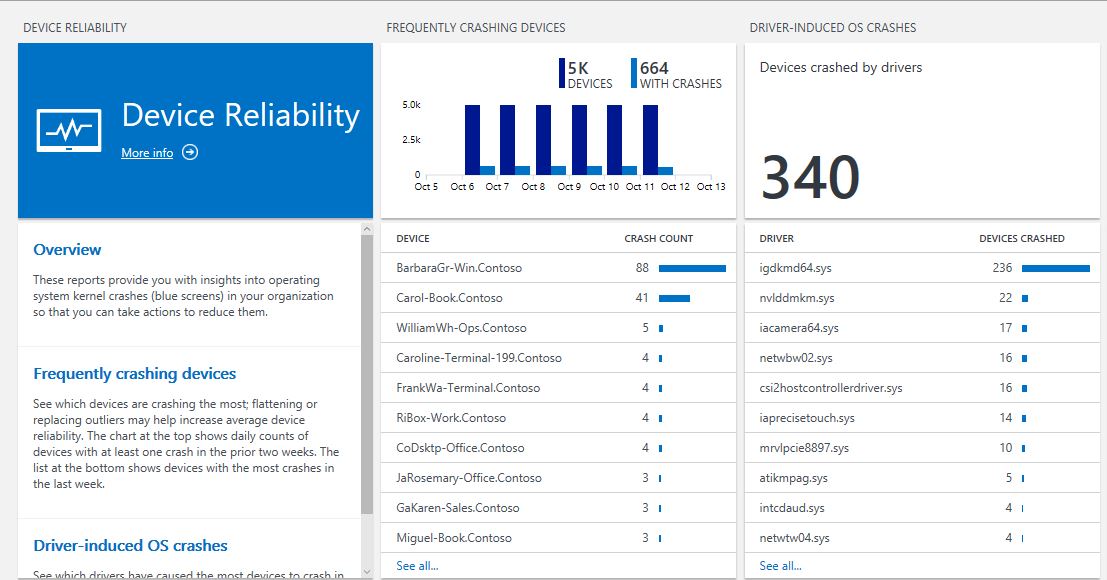 DEVICE RELIABILITY
Device Reliability
More info
Overview
These reports provide you with insights into operating
system kernel crashes (blue screens) in your organization
so that you can take actions to reduce them.
Frequently crashing devices
See which devices are crashing the most; flattening or
replacing outliers may help increase average device
reliability. The chart at the top shows daily counts of
devices with at least one crash in the prior two weeks. The
list at the bottom shows devices with the most crashes in
the last week.
Driver-induced OS crashes
See which drivers have caused the most devices to crash in
FREQUENTLY CRASHING DEVICES
5K
DEVICES
664
WITH CRASHES
5.0k
2.5k
0
Oct 5 Oct 6 Oct 7 Oct 8 Oct 9 Oct 10 Oct 11 Oct 12 Oct 13
DEVICE CRASH COUNT
BarbaraGr-Win.Contoso 88
Carol-Book.Contoso 41
WilliamWh-Ops.Contoso 5
Caroline-Terminal-199.Contoso 4
FrankWa-Terminal.Contoso 4
RiBox-Work.Contoso 4
CoDsktp-Office.Contoso 4
JaRosemary-Office.Contoso 3
GaKaren-Sales.Contoso 3
Miguel-Book.Contoso 3
See all...
DRIVER-INDUCED OS CRASHES
Devices crashed by drivers
340
DRIVER DEVICES CRASHED
igdkmd64.sys 236
nvlddmkm.sys 22
iacamera64.sys 17
netwbw02.sys 16
csi2hostcontrollerdriver.sys 16
iaprecisetouch.sys 14
mrvlpcie8897.sys 10
atikmpag.sys 5
intcdaud.sys 4
netwtw04.sys 4
See all...